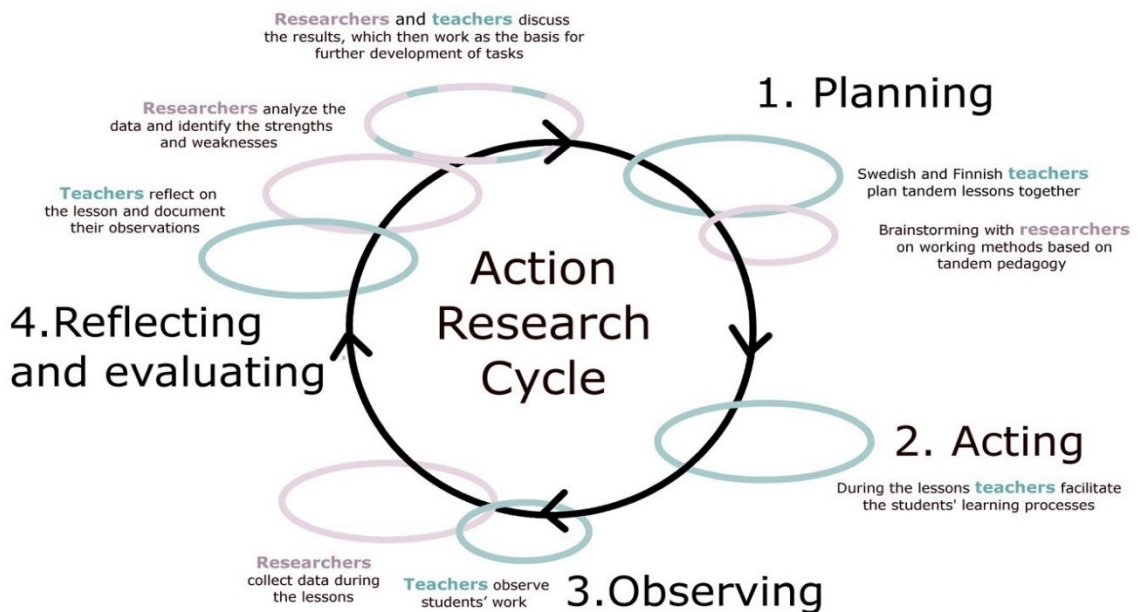 Researchers and teachers discuss
the results, which then work as the basis for
further development of tasks
1. Planning
Swedish and Finnish teachers
plan tandem lessons together
Brainstorming with researchers
on working methods based on
tandem pedagogy
2. Acting
During the lessons teachers facilitate
the students' learning processes
3.Observing
Teachers observe
students’ work
Researchers
collect data during
the lessons
4.Reflecting
and evaluating
Teachers reflect on
the lesson and document
their observations
Researchers analyze the
data and identify the strengths
and weaknesses
Action
Research
Cycle